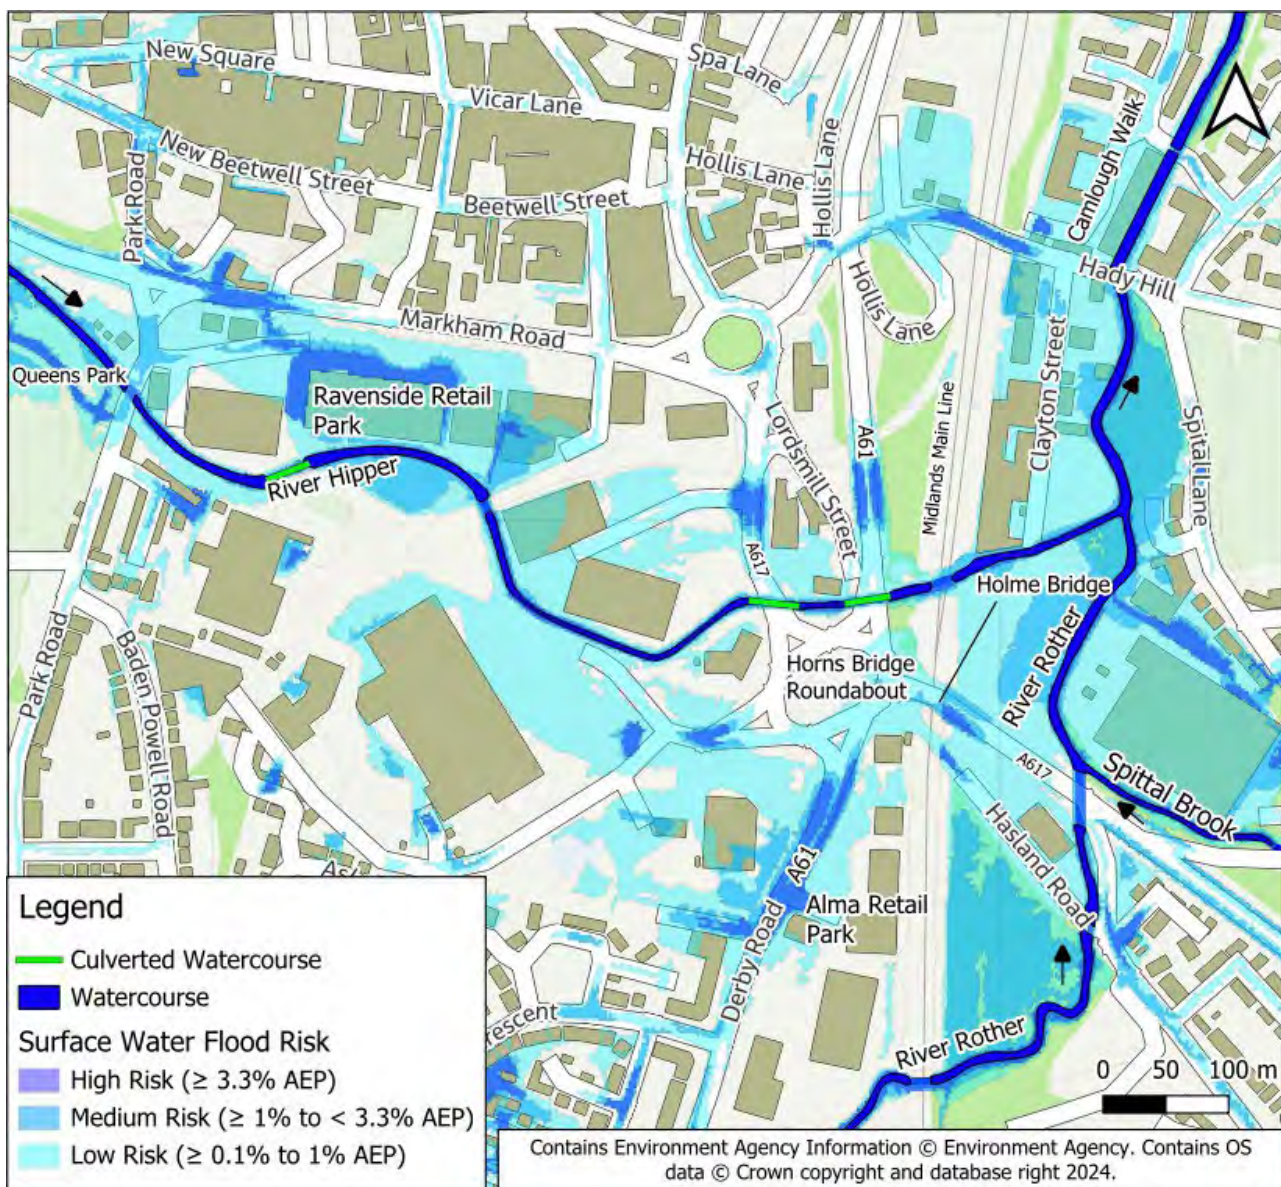 New Square
Spa Lane
Vicar Lane
Camlough Walk
Hollis Lane
New Beetwell Street
Park Road
Hollis Lane
Beetwell Street
Hady Hill
Hollis Lane
Markham Road
Queens Park
Ravenside Retail
Park
Midlands Main Line
Clayton Street
Lordsmill Street
A61
Spital Lane
River Hipper
A617
Holme Bridge
Horns Bridge
Roundabout
River Rother
Park Road
Baden Powell Road
A617
Spittal Brook
Hasland Road
A61
Alma Retail
Park
Derby Road
rescent
River Rother
Legend
Culverted Watercourse
Watercourse
Surface Water Flood Risk
High Risk (≥ 3.3% AEP)
Medium Risk (≥ 1% to < 3.3% AEP)
Low Risk (≥ 0.1% to 1% AEP)
0 50 100 m
Contains Environment Agency Information © Environment Agency. Contains OS
data © Crown copyright and database right 2024.